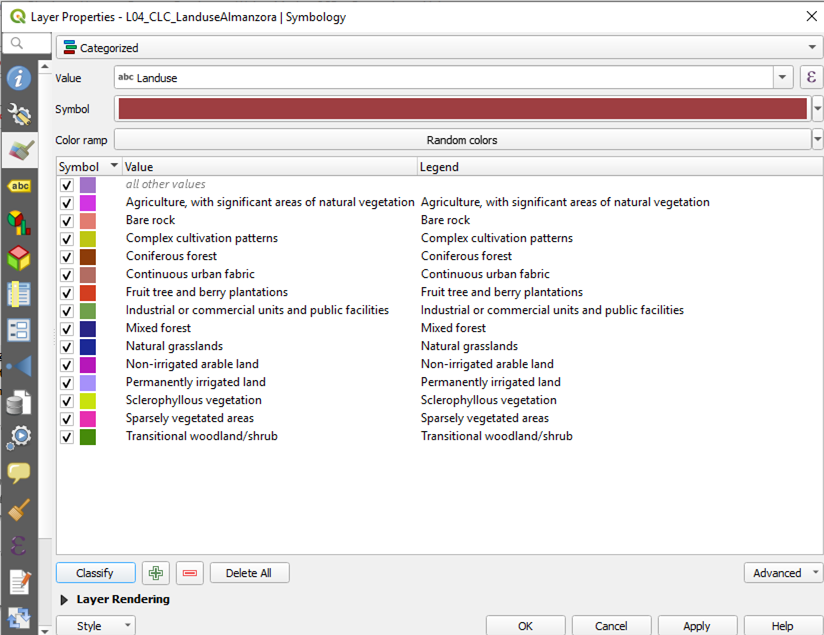 Layer Properties - L04_CLC_LanduseAlmanzora | Symbology
Categorized
Value abc Landuse ε
Symbol
Color ramp Random colors
Symbol Value Legend
all other values
Agriculture, with significant areas of natural vegetation Agriculture, with significant areas of natural vegetation
Bare rock Bare rock
Complex cultivation patterns Complex cultivation patterns
Coniferous forest Coniferous forest
Continuous urban fabric Continuous urban fabric
Fruit tree and berry plantations Fruit tree and berry plantations
Industrial or commercial units and public facilities Industrial or commercial units and public facilities
Mixed forest Mixed forest
Natural grasslands Natural grasslands
Non-irrigated arable land Non-irrigated arable land
Permanently irrigated land Permanently irrigated land
Sclerophyllous vegetation Sclerophyllous vegetation
Sparsely vegetated areas Sparsely vegetated areas
Transitional woodland/shrub Transitional woodland/shrub
abc
Classify Delete All Advanced
Layer Rendering
Style OK Cancel Apply Help